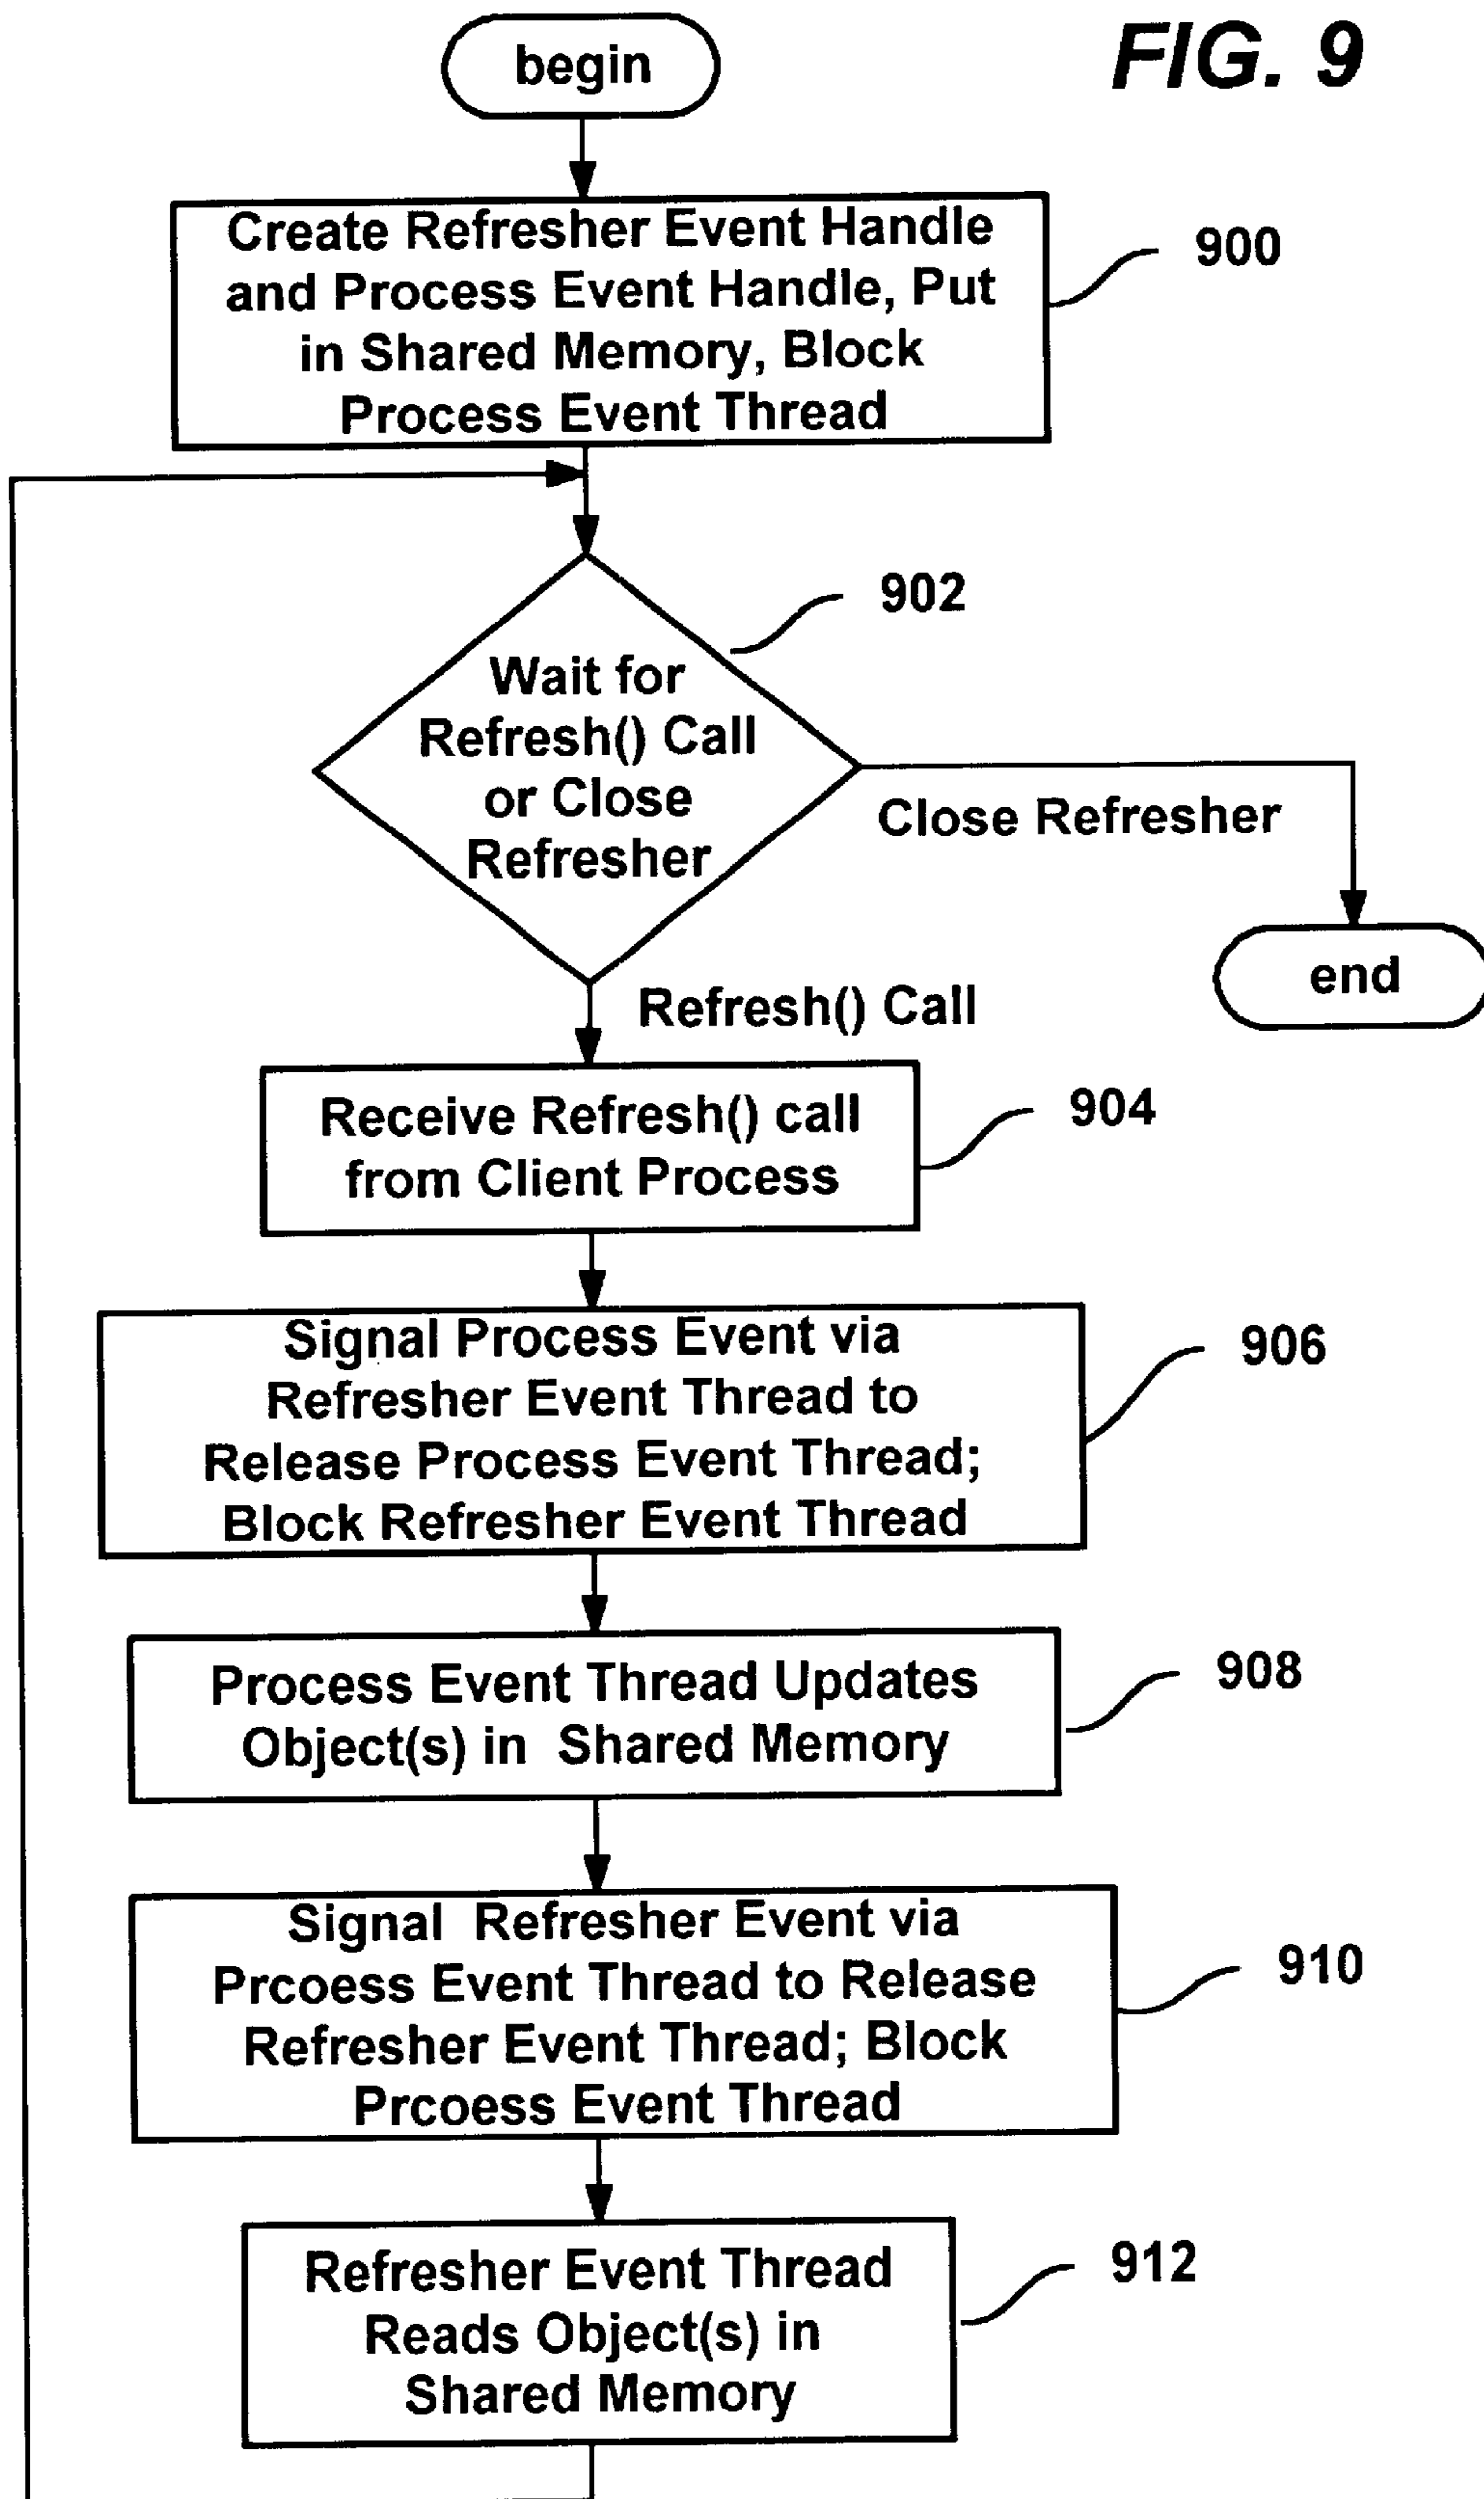 begin
FIG. 9
Create Refresher Event Handle
and Process Event Handle, Put
in Shared Memory, Block
Process Event Thread
900
902
Wait for
Refresh() Call
or Close
Refresher
Close Refresher
end
Refresh() Call
Receive Refresh() call
from Client Process
904
Signal Process Event via
Refresher Event Thread to
Release Process Event Thread;
Block Refresher Event Thread
906
Process Event Thread Updates
Object(s) in Shared Memory
908
Signal Refresher Event via
Prcoess Event Thread to Release
Refresher Event Thread; Block
Prcoess Event Thread
910
Refresher Event Thread
Reads Object(s) in
Shared Memory
912